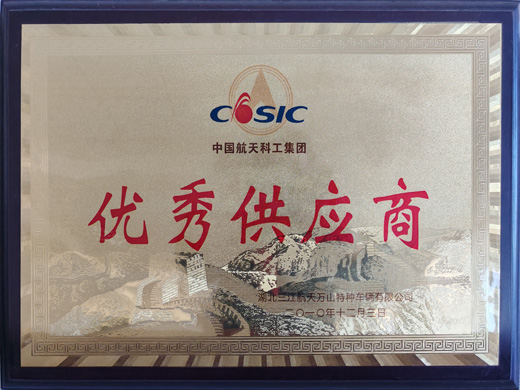 CASIC
中国航天科工集团
优秀供应商
湖北三江航天万山特种车辆有限公司
二〇一〇年十二月三日